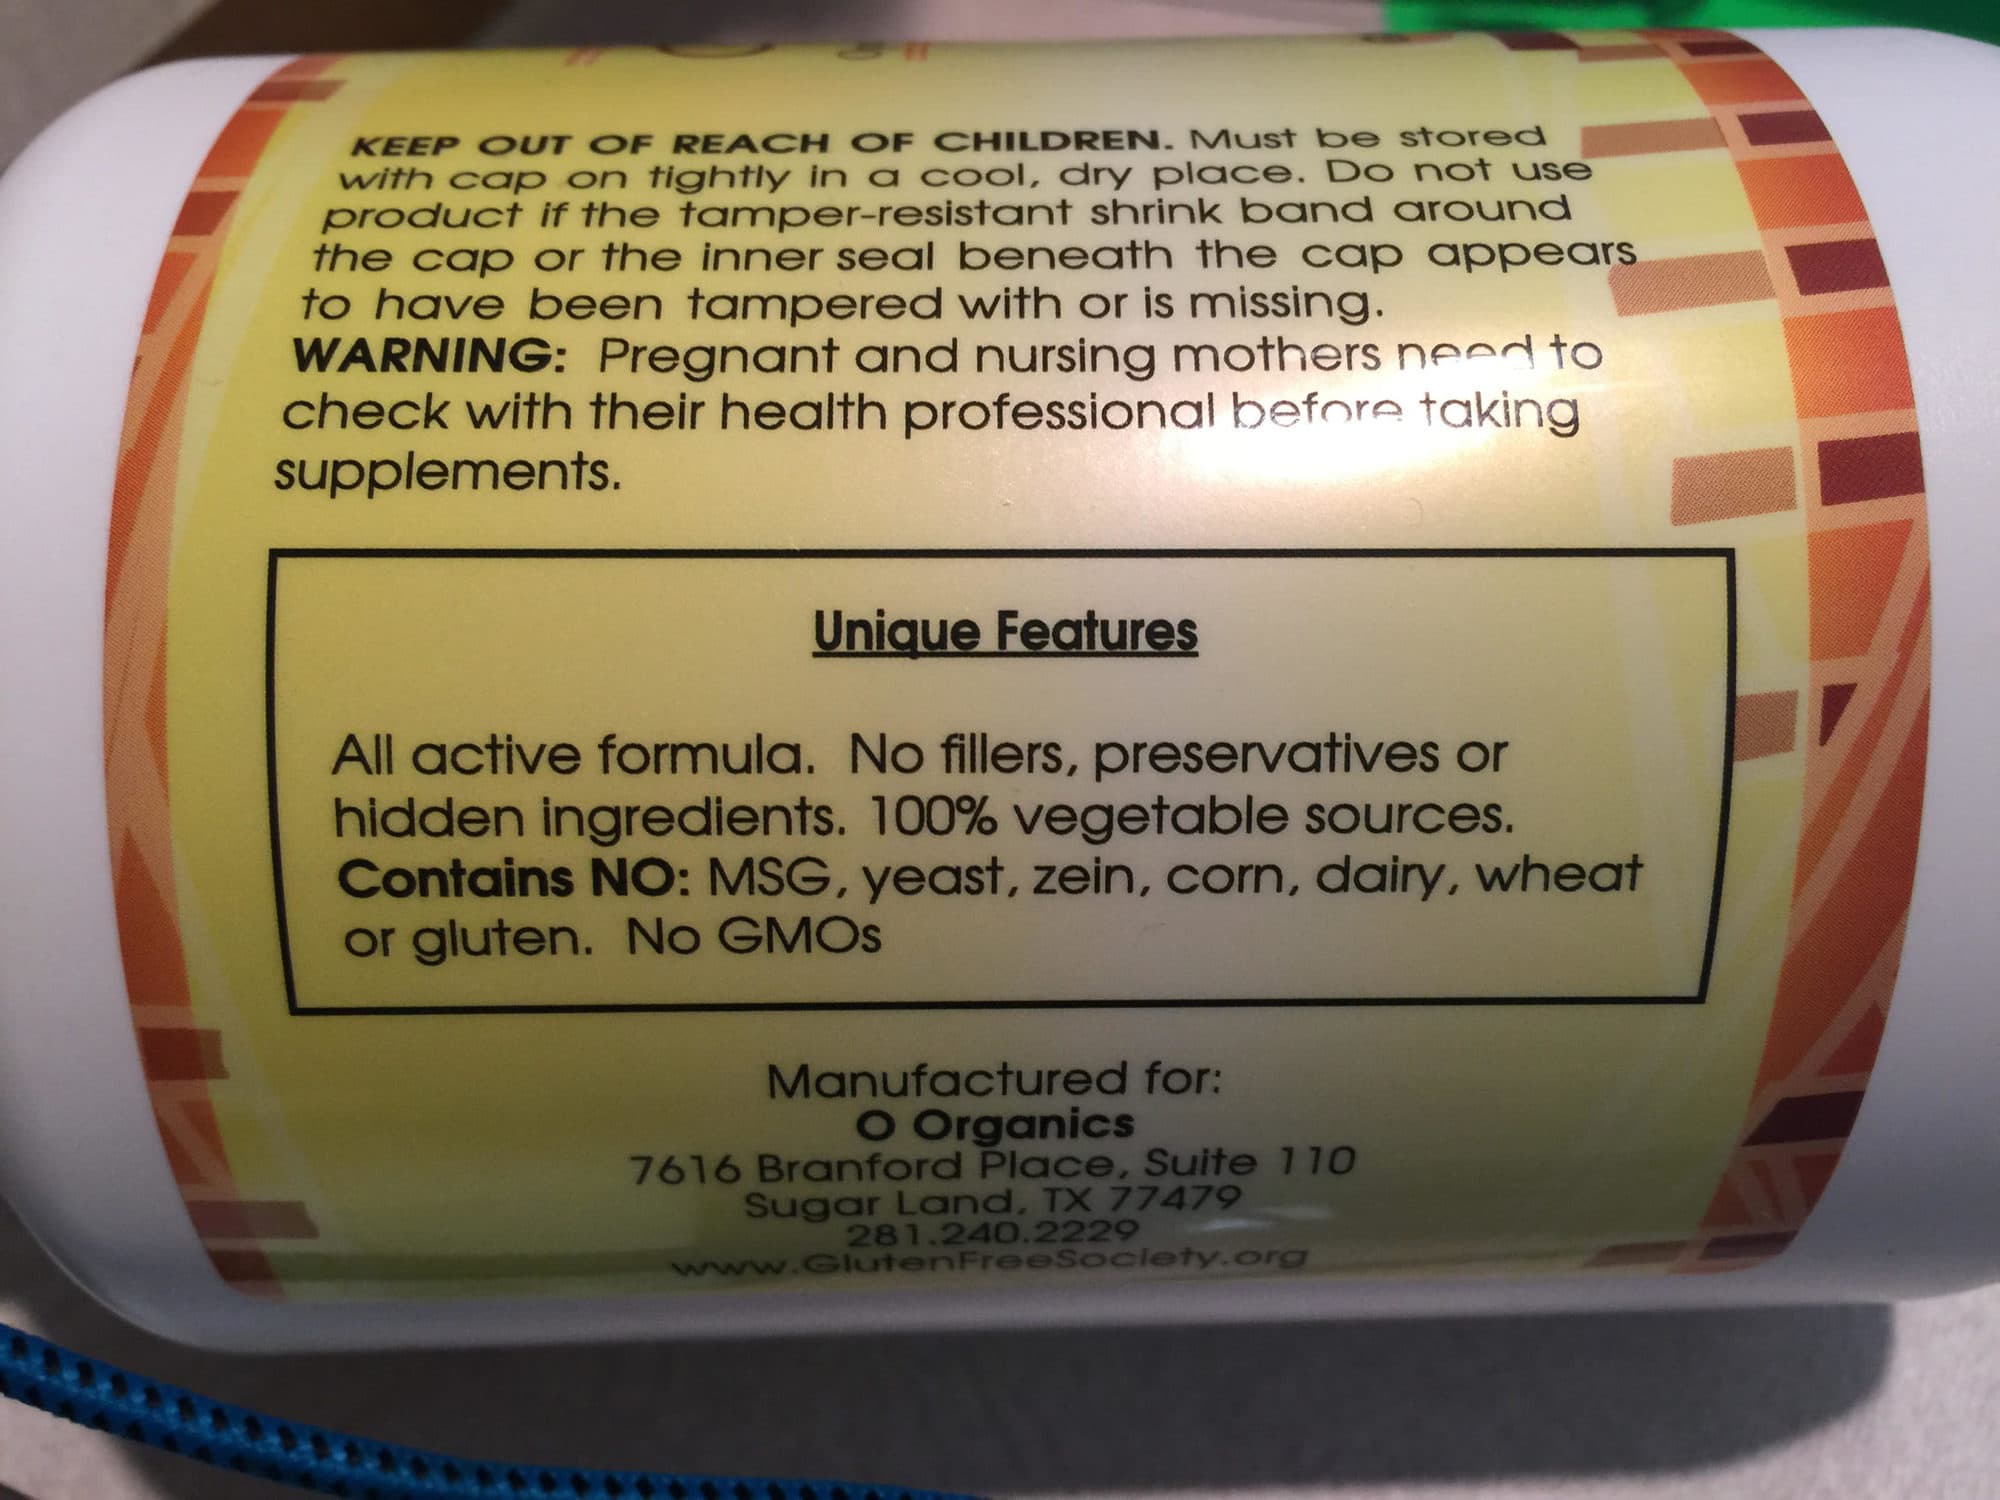 KEEP OUT OF REACH OF CHILDREN. Must be stored
with cap on tightly in a cool, dry place. Do not use
product if the tamper-resistant shrink band around
the cap or the inner seal beneath the cap appears
to have been tampered with or is missing.
WARNING: Pregnant and nursing mothers need to
check with their health professional before taking
supplements.
Unique Features
All active formula. No fillers, preservatives or
hidden ingredients. 100% vegetable sources.
Contains NO: MSG, yeast, zein, corn, dairy, wheat
or gluten. No GMOs
Manufactured for:
O Organics
7616 Branford Place, Suite 110
Sugar Land, TX 77479
281.240.2229
www.GlutenFreeSociety.org